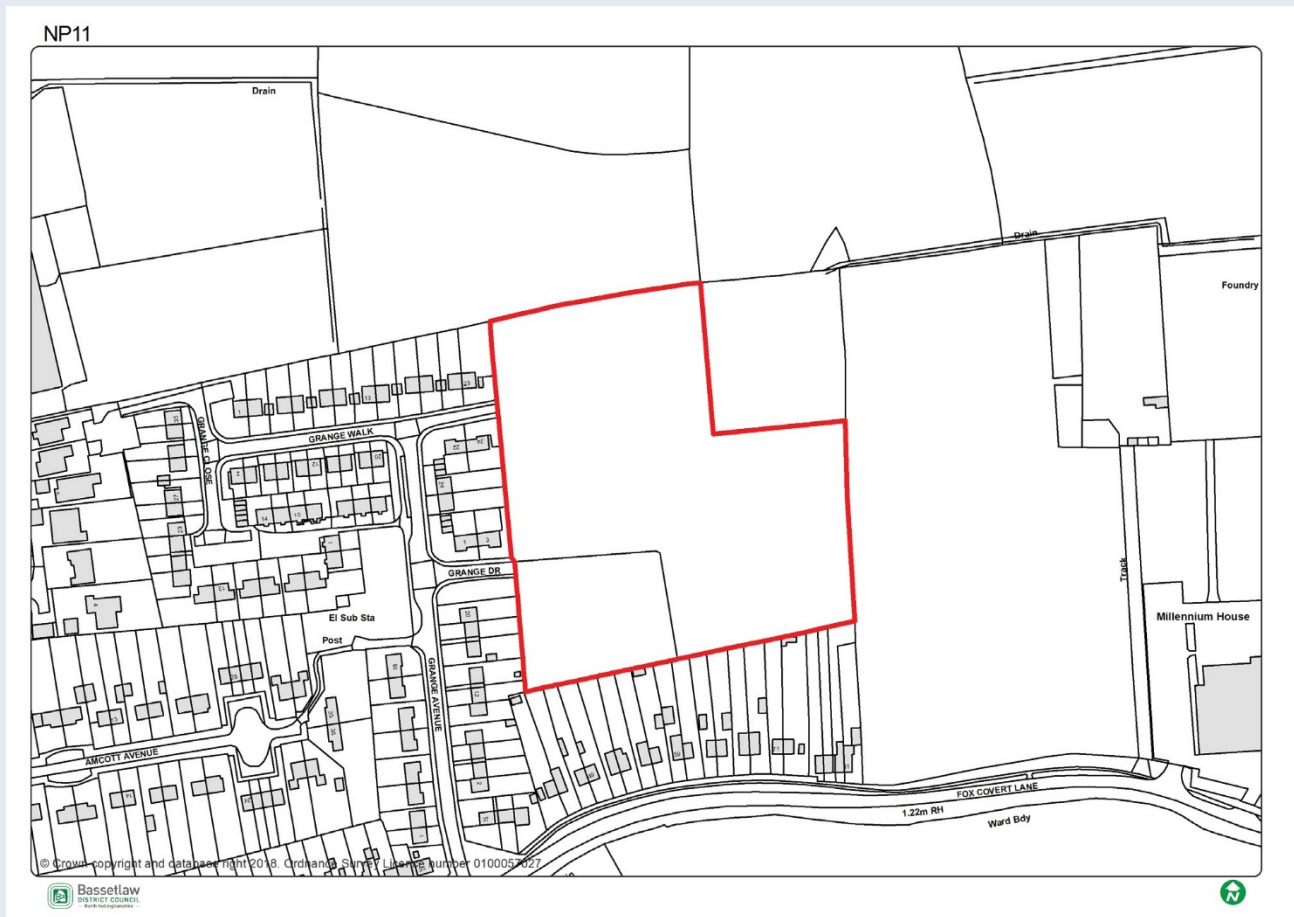 NP11
Drain
Drain
Foundry
GRANGE WALK
GRANGE CLOSE
GRANGE DR
El Sub Sta
Post
GRANGE AVENUE
AMCOTT AVENUE
Track
Millennium House
FOX COVERT LANE
1.22m RH
Ward Bdy
© Crown copyright and database right 2018. Ordnance Survey Licence number 0100057027
Bassetlaw
DISTRICT COUNCIL
North Nottinghamshire
N